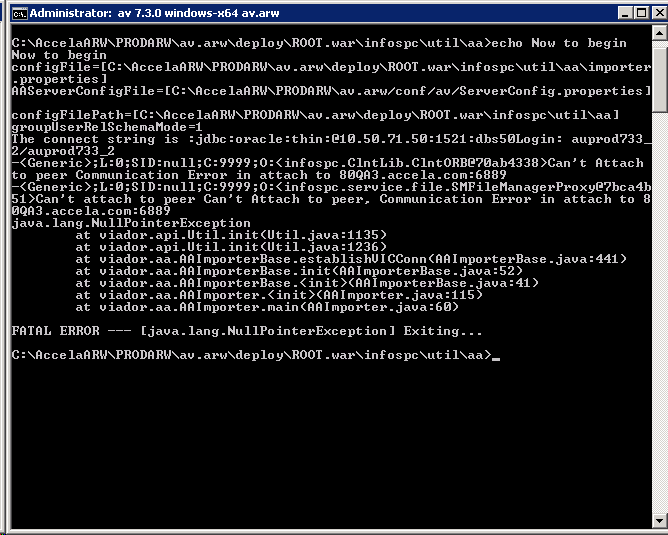 Administrator: av 7.3.0 windows-x64 av.arw
C:\AccelaARW\PRODARW\av.arw\deploy\ROOT.war\infospc\util\aa>echo Now to begin
Now to begin
configFile=[C:\AccelaARW\PRODARW\av.arw\deploy\ROOT.war\infospc\util\aa\importer
.properties]
AAServerConfigFile=[C:\AccelaARW\PRODARW\av.arw/conf/av/ServerConfig.properties]
configFilePath=[C:\AccelaARW\PRODARW\av.arw\deploy\ROOT.war\infospc\util\aa]
groupUserRelSchemaMode=1
The connect string is :jdbc:oracle:thin:@10.50.71.50:1521:dbs50Login: auprod733_
2/auprod733_2
-<Generic>;L:0;SID:null;C:9999;O:<infospc.ClntLib.ClntORB@70ab4338>Can't Attach
to peer Communication Error in attach to 80QA3.accela.com:6889
-<Generic>;L:0;SID:null;C:9999;O:<infospc.service.file.SMFileManagerProxy@7bca4b
51>Can't attach to peer Can't Attach to peer, Communication Error in attach to 8
0QA3.accela.com:6889
java.lang.NullPointerException
at viador.api.Util.init(Util.java:1135)
at viador.api.Util.init(Util.java:1236)
at viador.aa.AAImporterBase.establishVICConn(AAImporterBase.java:441)
at viador.aa.AAImporterBase.init(AAImporterBase.java:52)
at viador.aa.AAImporterBase.<init>(AAImporterBase.java:41)
at viador.aa.AAImporter.<init>(AAImporter.java:115)
at viador.aa.AAImporter.main(AAImporter.java:60)
FATAL ERROR --- [java.lang.NullPointerException] Exiting...
C:\AccelaARW\PRODARW\av.arw\deploy\ROOT.war\infospc\util\aa>_